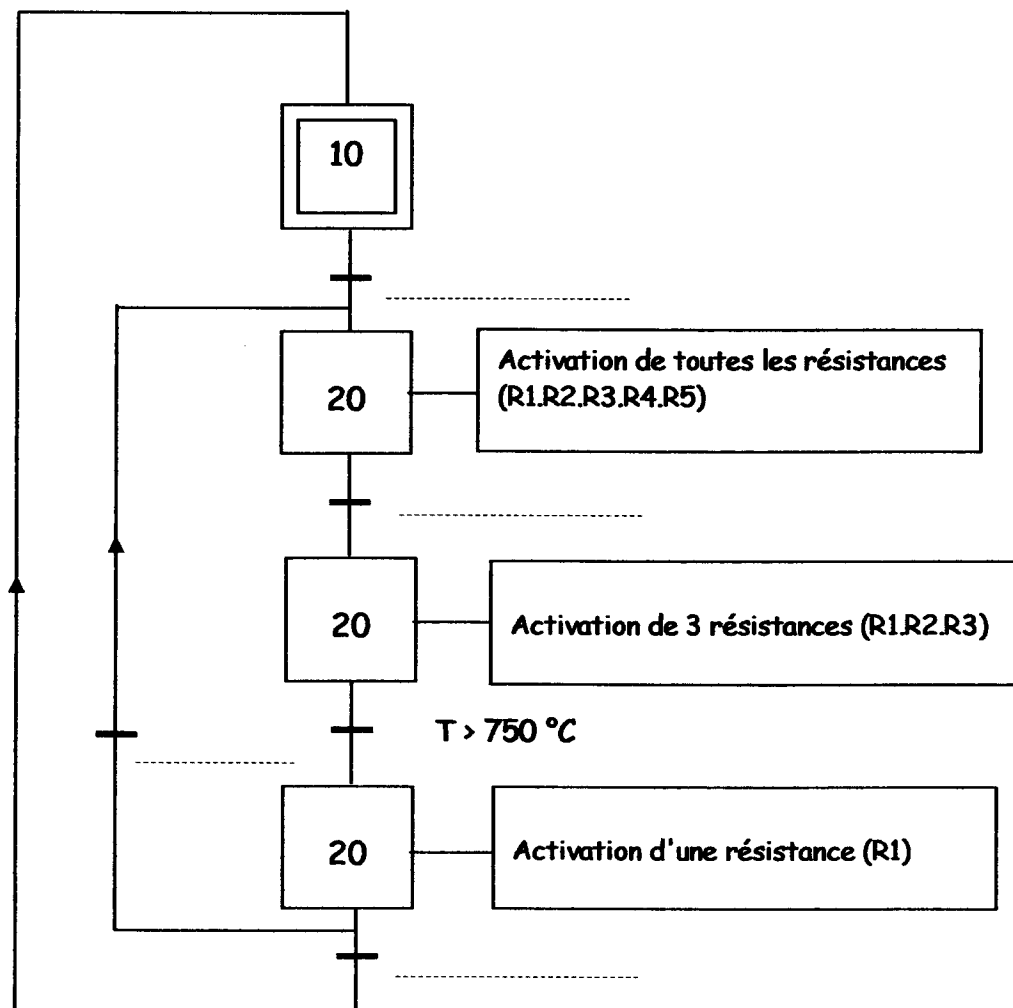 10
20
Activation de toutes les résistances
(R1.R2.R3.R4.R5)
20
Activation de 3 résistances (R1.R2.R3)
T > 750 °C
20
Activation d'une résistance (R1)